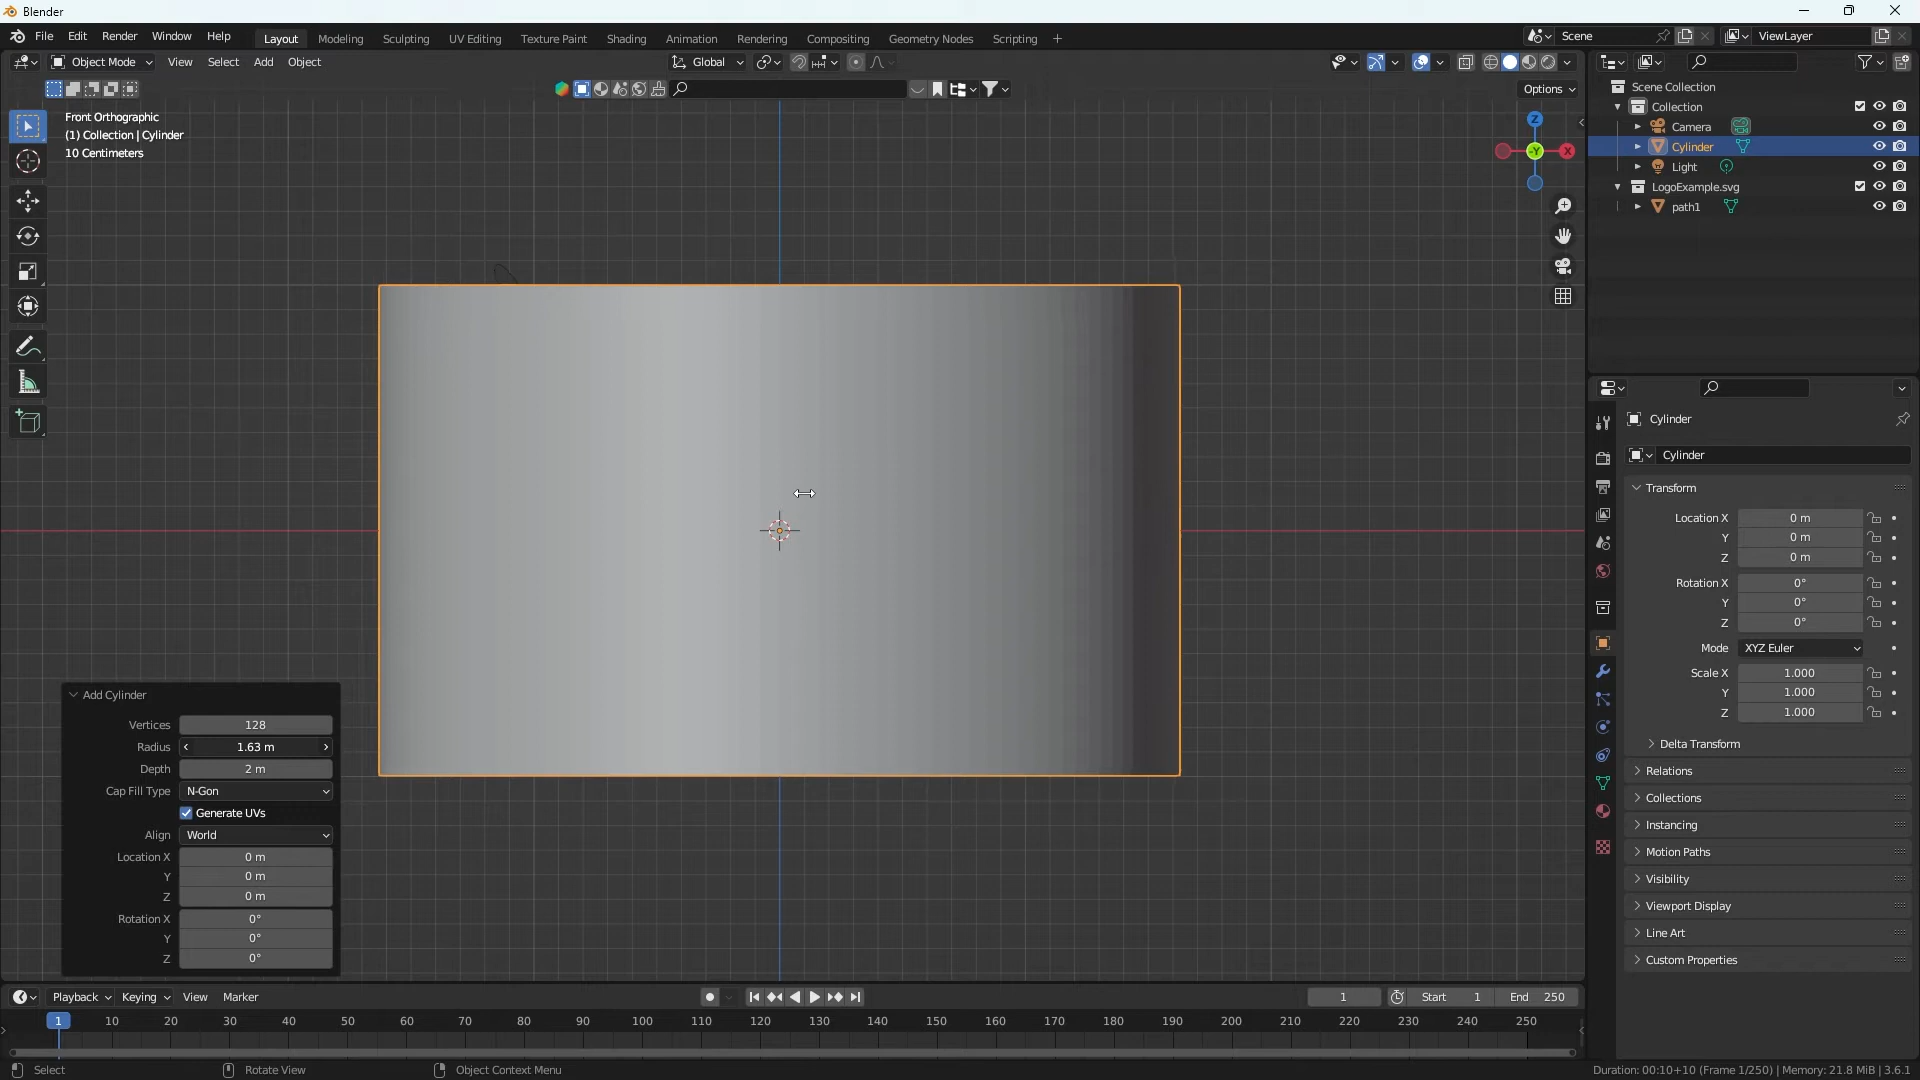 Blender
File Edit Render Window Help
Layout Modeling Sculpting UV Editing Texture Paint Shading Animation Rendering Compositing Geometry Nodes Scripting +
Scene
ViewLayer
Object Mode View Select Add Object
Global
Options
Front Orthographic
(1) Collection | Cylinder
10 Centimeters
Z
-Y
X
Scene Collection
Collection
Camera
Cylinder
Light
LogoExample.svg
path1
Cylinder
Cylinder
Transform
Location X 0 m
Y 0 m
Z 0 m
Rotation X 0°
Y 0°
Z 0°
Mode XYZ Euler
Scale X 1.000
Y 1.000
Z 1.000
Delta Transform
Relations
Collections
Instancing
Motion Paths
Visibility
Viewport Display
Line Art
Custom Properties
Add Cylinder
Vertices 128
Radius 1.63 m
Depth 2 m
Cap Fill Type N-Gon
Generate UVs
Align World
Location X 0 m
Y 0 m
Z 0 m
Rotation X 0°
Y 0°
Z 0°
Playback Keying View Marker
1
Start 1
End 250
1 10 20 30 40 50 60 70 80 90 100 110 120 130 140 150 160 170 180 190 200 210 220 230 240 250
Select
Rotate View
Object Context Menu
Duration: 00:10+10 (Frame 1/250) | Memory: 21.8 MiB | 3.6.1